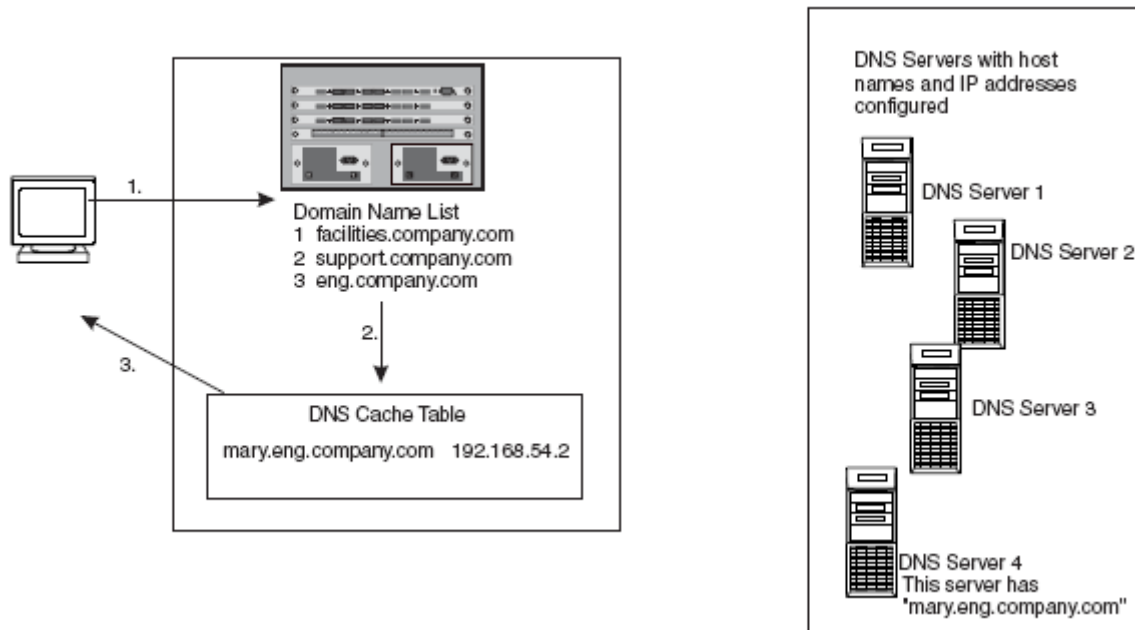 1.
Domain Name List
1 facilities.company.com
2 support.company.com
3 eng.company.com
2.
3.
DNS Cache Table
mary.eng.company.com 192.168.54.2
DNS Servers with host
names and IP addresses
configured
DNS Server 1
DNS Server 2
DNS Server 3
DNS Server 4
This server has
"mary.eng.company.com"